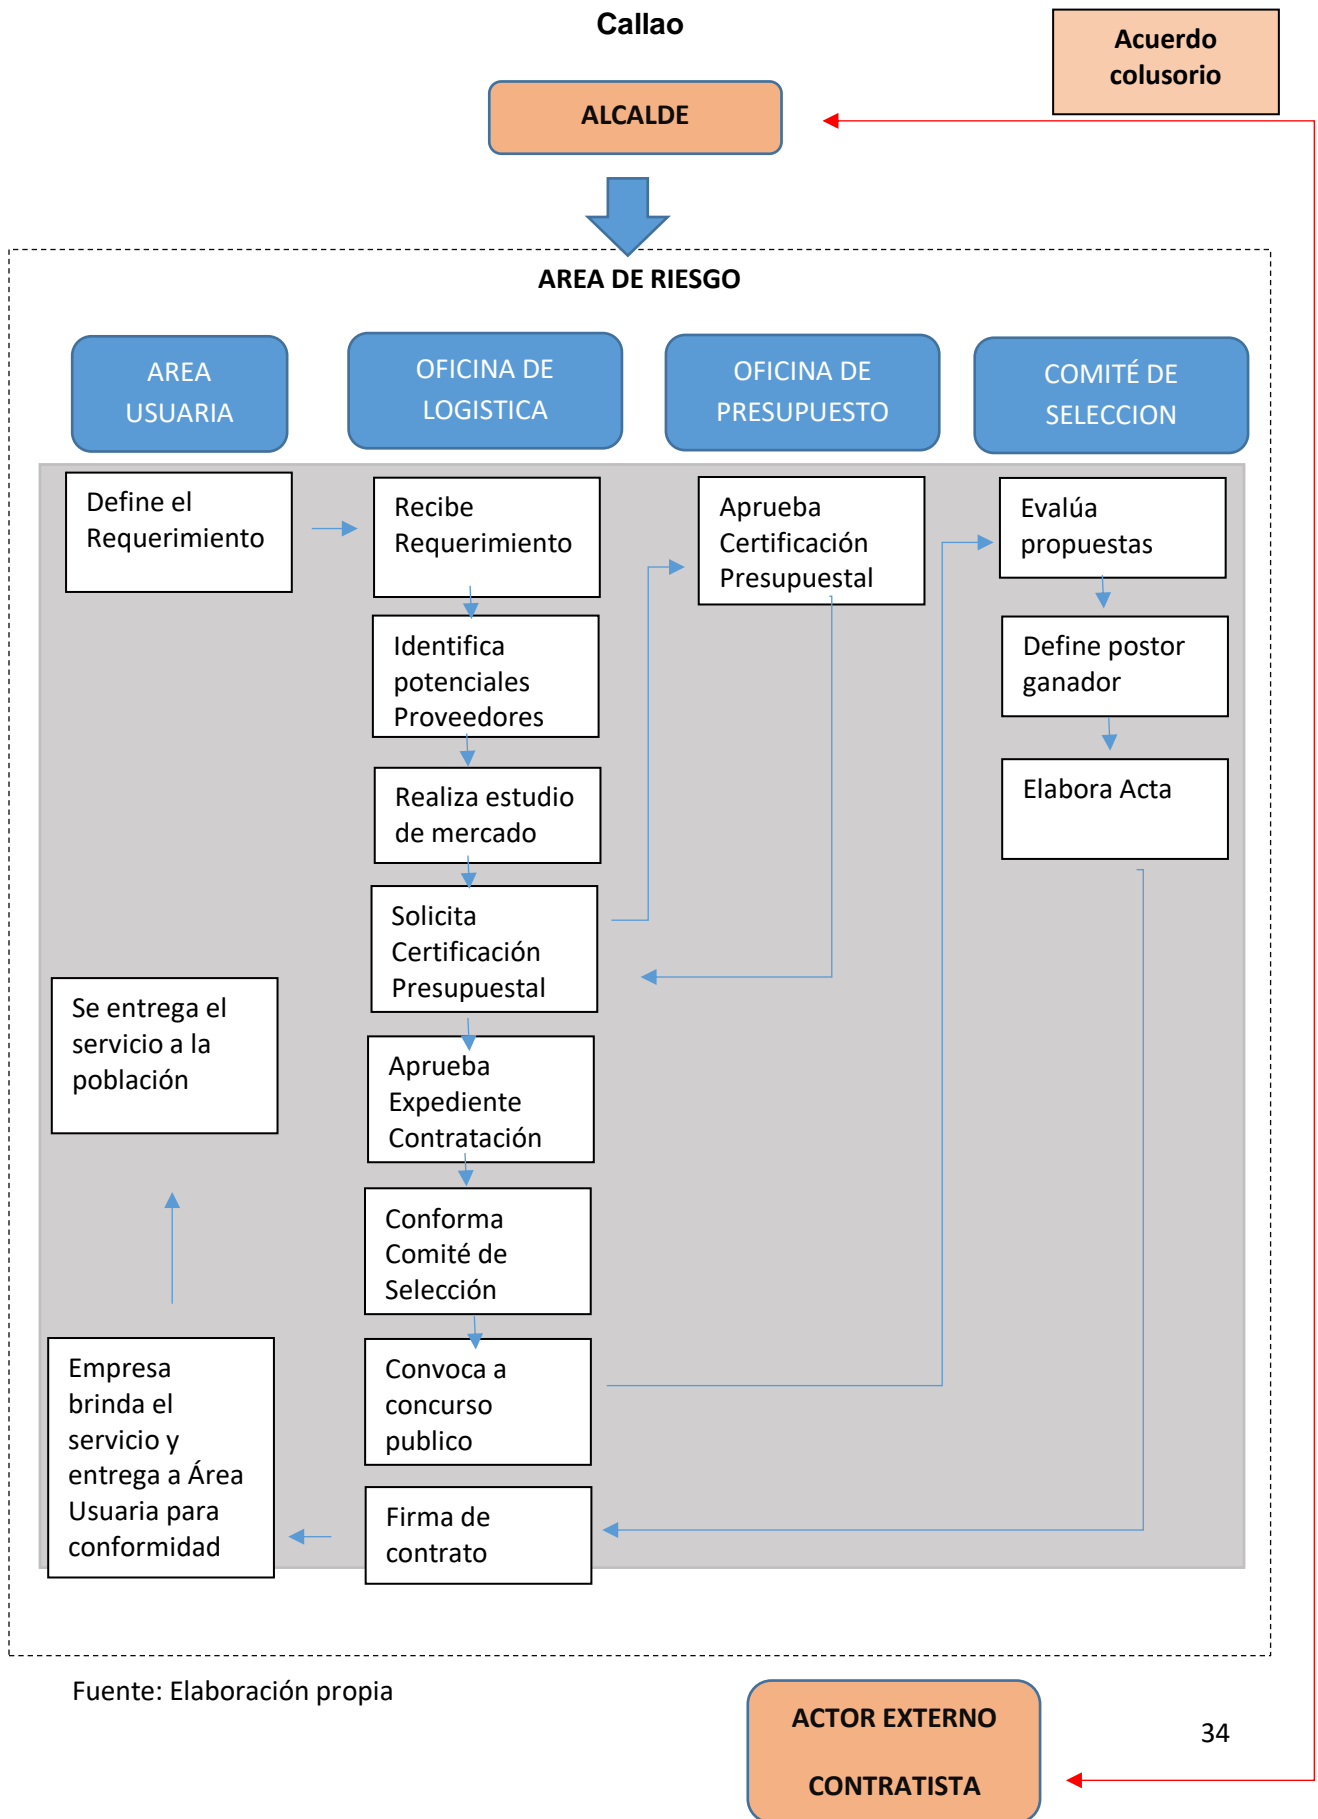 Callao
Acuerdo
colusorio
ALCALDE
AREA DE RIESGO
AREA
USUARIA
OFICINA DE
LOGISTICA
OFICINA DE
PRESUPUESTO
COMITÉ DE
SELECCION
Define el
Requerimiento
Recibe
Requerimiento
Aprueba
Certificación
Presupuestal
Evalúa
propuestas
Identifica
potenciales
Proveedores
Define postor
ganador
Realiza estudio
de mercado
Elabora Acta
Solicita
Certificación
Presupuestal
Se entrega el
servicio a la
población
Aprueba
Expediente
Contratación
Conforma
Comité de
Selección
Empresa
brinda el
servicio y
entrega a Área
Usuaria para
conformidad
Convoca a
concurso
publico
Firma de
contrato
Fuente: Elaboración propia
ACTOR EXTERNO
CONTRATISTA
34